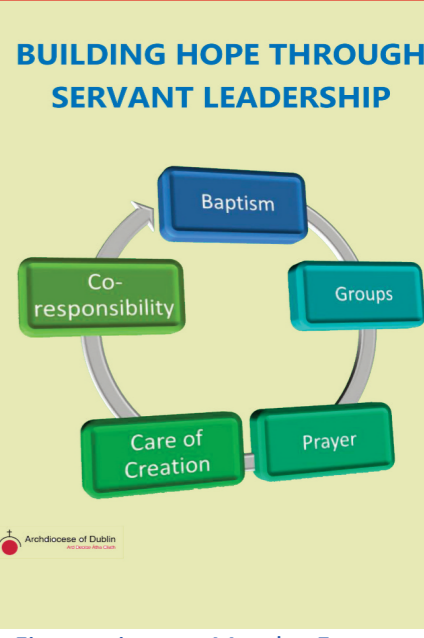 BUILDING HOPE THROUGH
SERVANT LEADERSHIP
Baptism
Groups
Prayer
Care of
Creation
Co-
responsibility
Archdiocese of Dublin